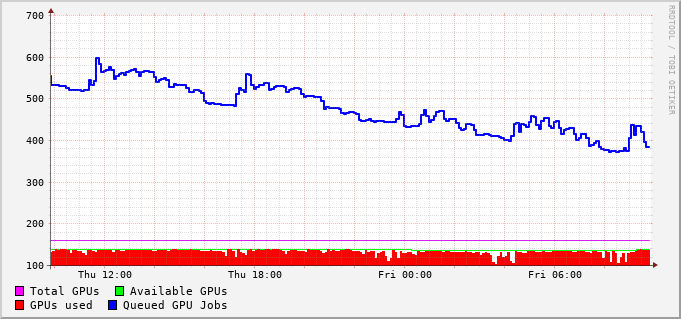 700
600
500
400
300
200
100
Thu 12:00 Thu 18:00 Fri 00:00 Fri 06:00
Total GPUs Available GPUs
GPUs used Queued GPU Jobs
RRDTOOL / TOBI OETIKER